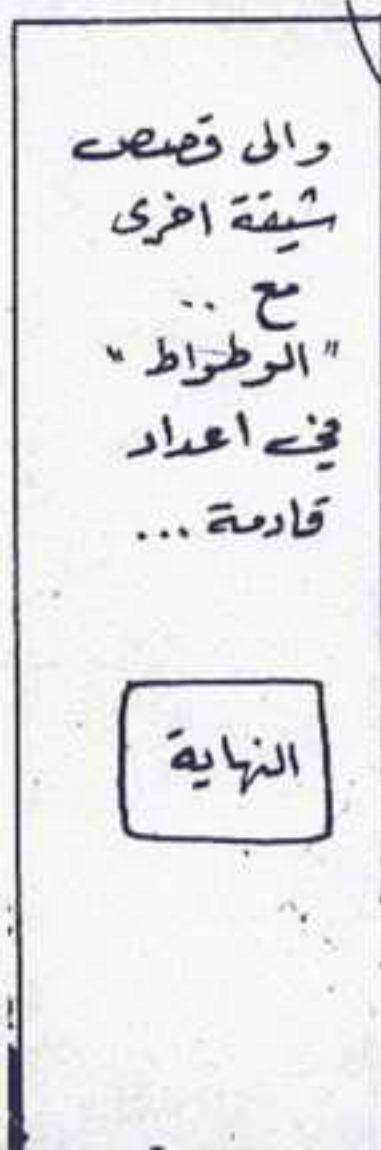 والى قصص
شيقة اخرى
مع ..
"الوطواط"
في اعداد
قادمة ...
النهاية